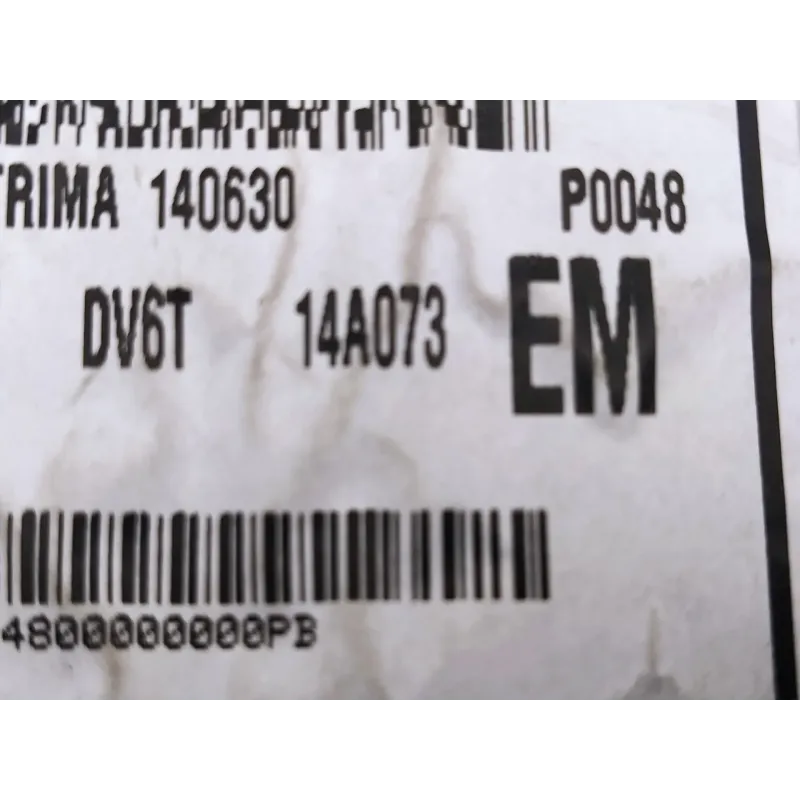 TRIMA 140630 P0048
DV6T 14A073 EM
4800000000PB